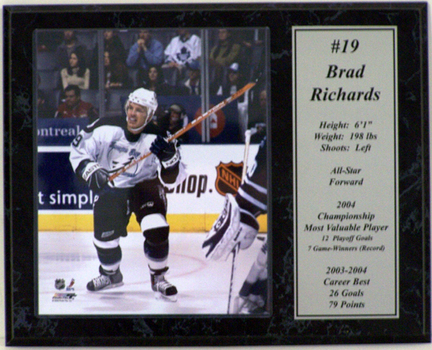 #19
Brad
Richards
Height: 6'1"
Weight: 198 lbs
Shoots: Left
All-Star
Forward
2004
Championship
Most Valuable Player
12 Playoff Goals
7 Game-Winners (Record)
2003-2004
Career Best
26 Goals
79 Points
ontreal
NHL
t simple
hop.